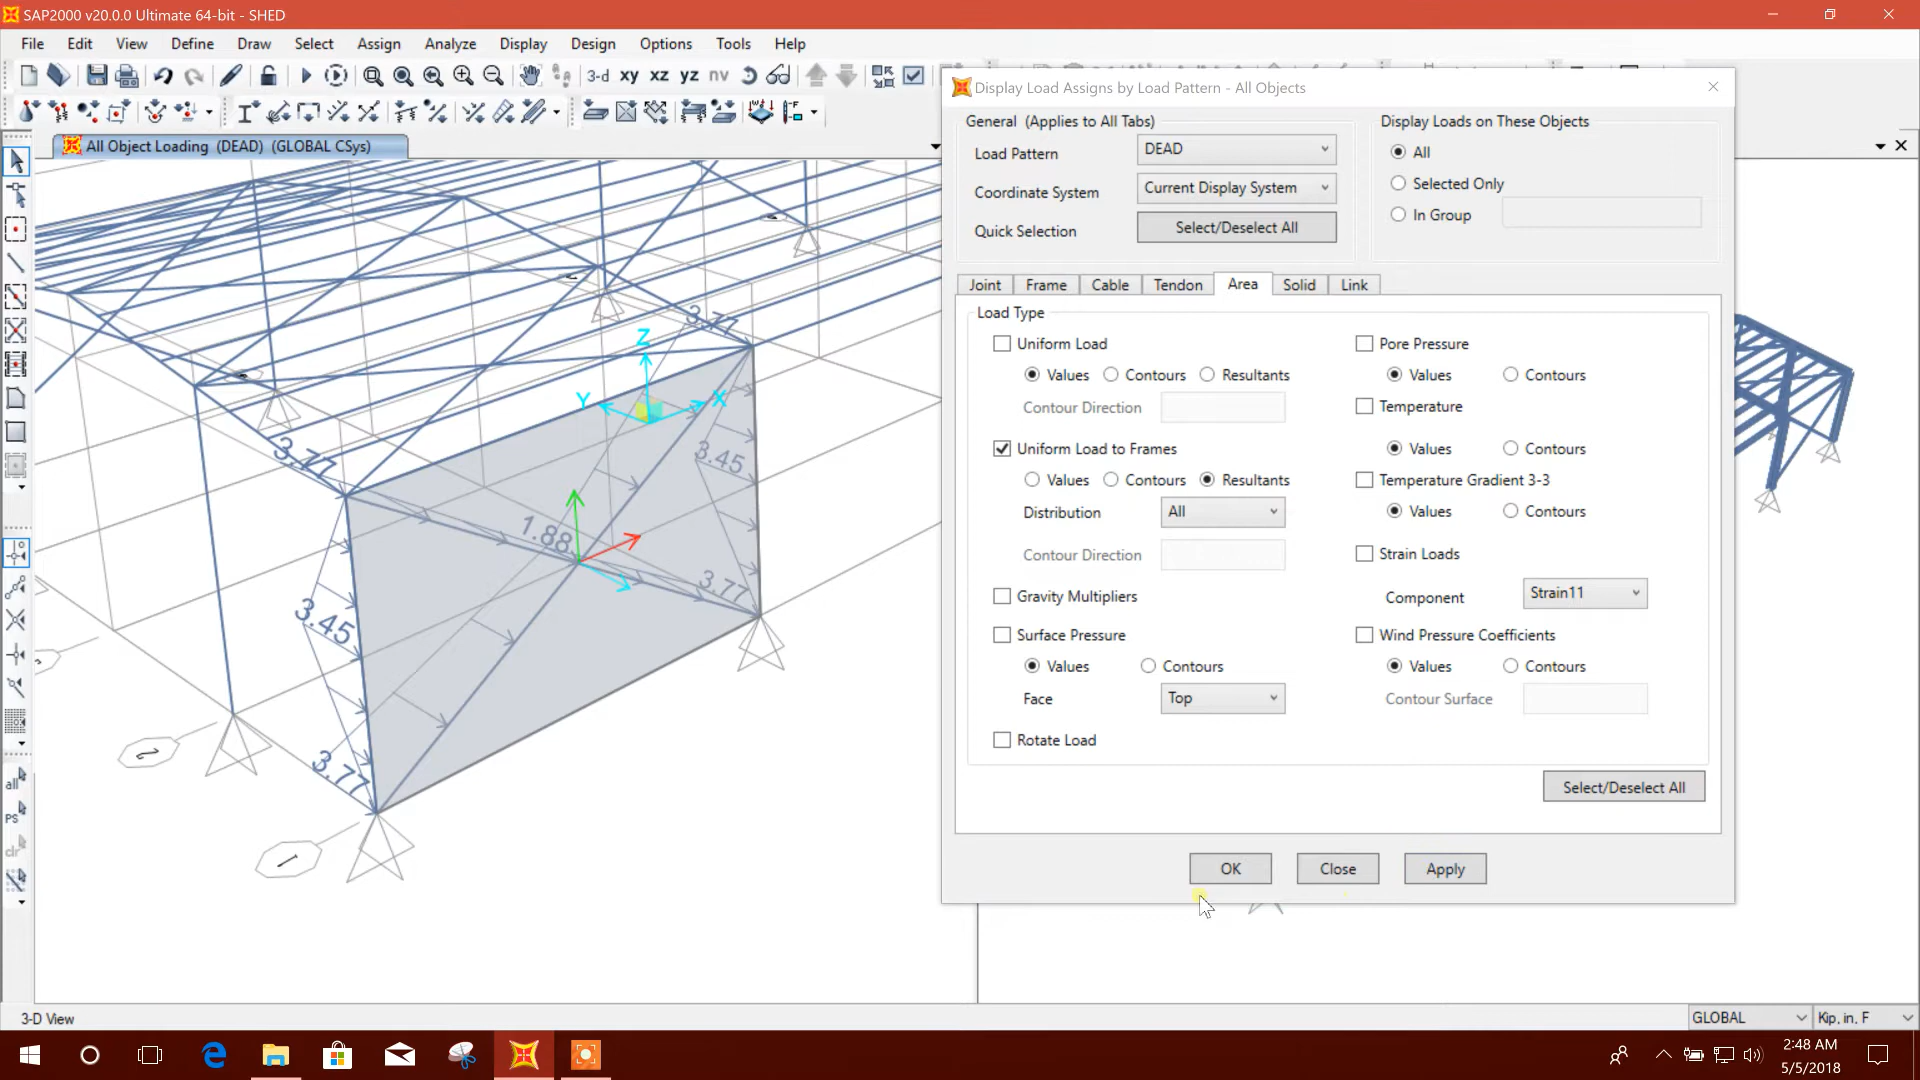 SAP2000 v20.0.0 Ultimate 64-bit - SHED
File Edit View Define Draw Select Assign Analyze Display Design Options Tools Help
3-d xy xz yz nv
All Object Loading (DEAD) (GLOBAL CSys)
Display Load Assigns by Load Pattern - All Objects
General (Applies to All Tabs)
Load Pattern
DEAD
Coordinate System
Current Display System
Quick Selection
Select/Deselect All
Display Loads on These Objects
All
Selected Only
In Group
Joint Frame Cable Tendon Area Solid Link
Load Type
Uniform Load
Values Contours Resultants
Contour Direction
Uniform Load to Frames
Values Contours Resultants
Distribution
All
Contour Direction
Gravity Multipliers
Surface Pressure
Values Contours
Face
Top
Rotate Load
Pore Pressure
Values Contours
Temperature
Values Contours
Temperature Gradient 3-3
Values Contours
Strain Loads
Component
Strain11
Wind Pressure Coefficients
Values Contours
Contour Surface
Select/Deselect All
OK Close Apply
3.77
Z
Y X
3.77
3.45
1.88
3.77
3.45
3.77
2
1
all
PS
clr
3-D View
GLOBAL
Kip, in, F
2:48 AM
5/5/2018